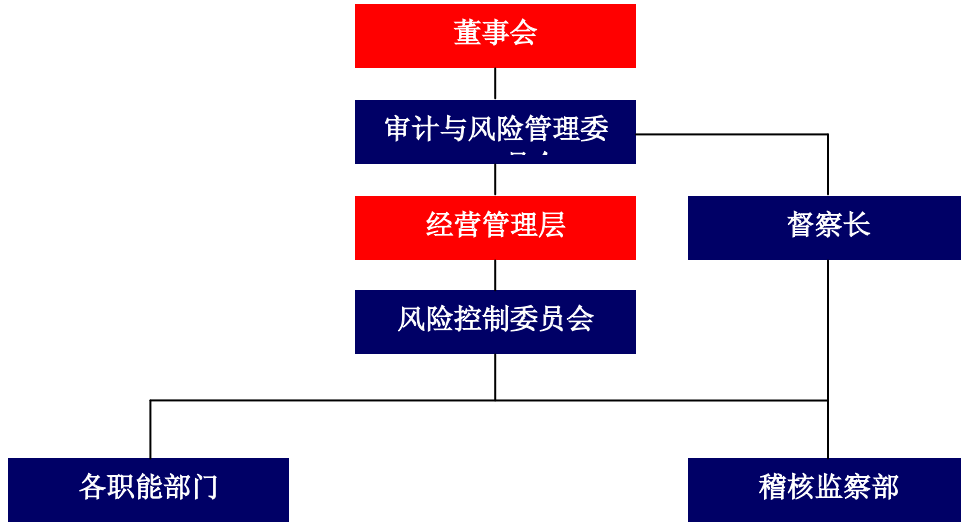 董事会
审计与风险管理委
经营管理层
督察长
风险控制委员会
各职能部门
稽核监察部